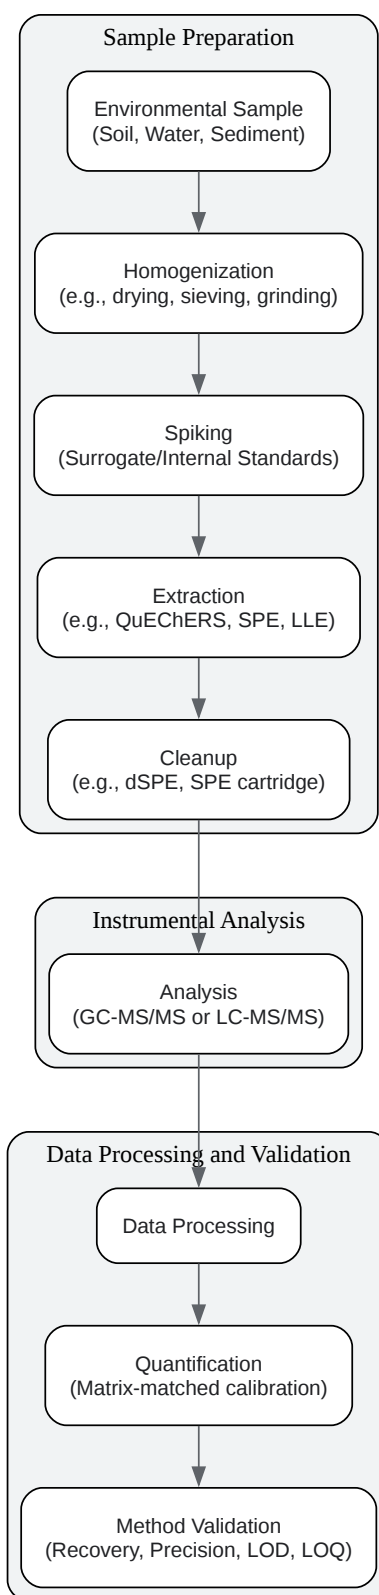 Sample Preparation
Environmental Sample
(Soil, Water, Sediment)
Homogenization
(e.g., drying, sieving, grinding)
Spiking
(Surrogate/Internal Standards)
Extraction
(e.g., QuEChERS, SPE, LLE)
Cleanup
(e.g., dSPE, SPE cartridge)
Instrumental Analysis
Analysis
(GC-MS/MS or LC-MS/MS)
Data Processing and Validation
Data Processing
Quantification
(Matrix-matched calibration)
Method Validation
(Recovery, Precision, LOD, LOQ)